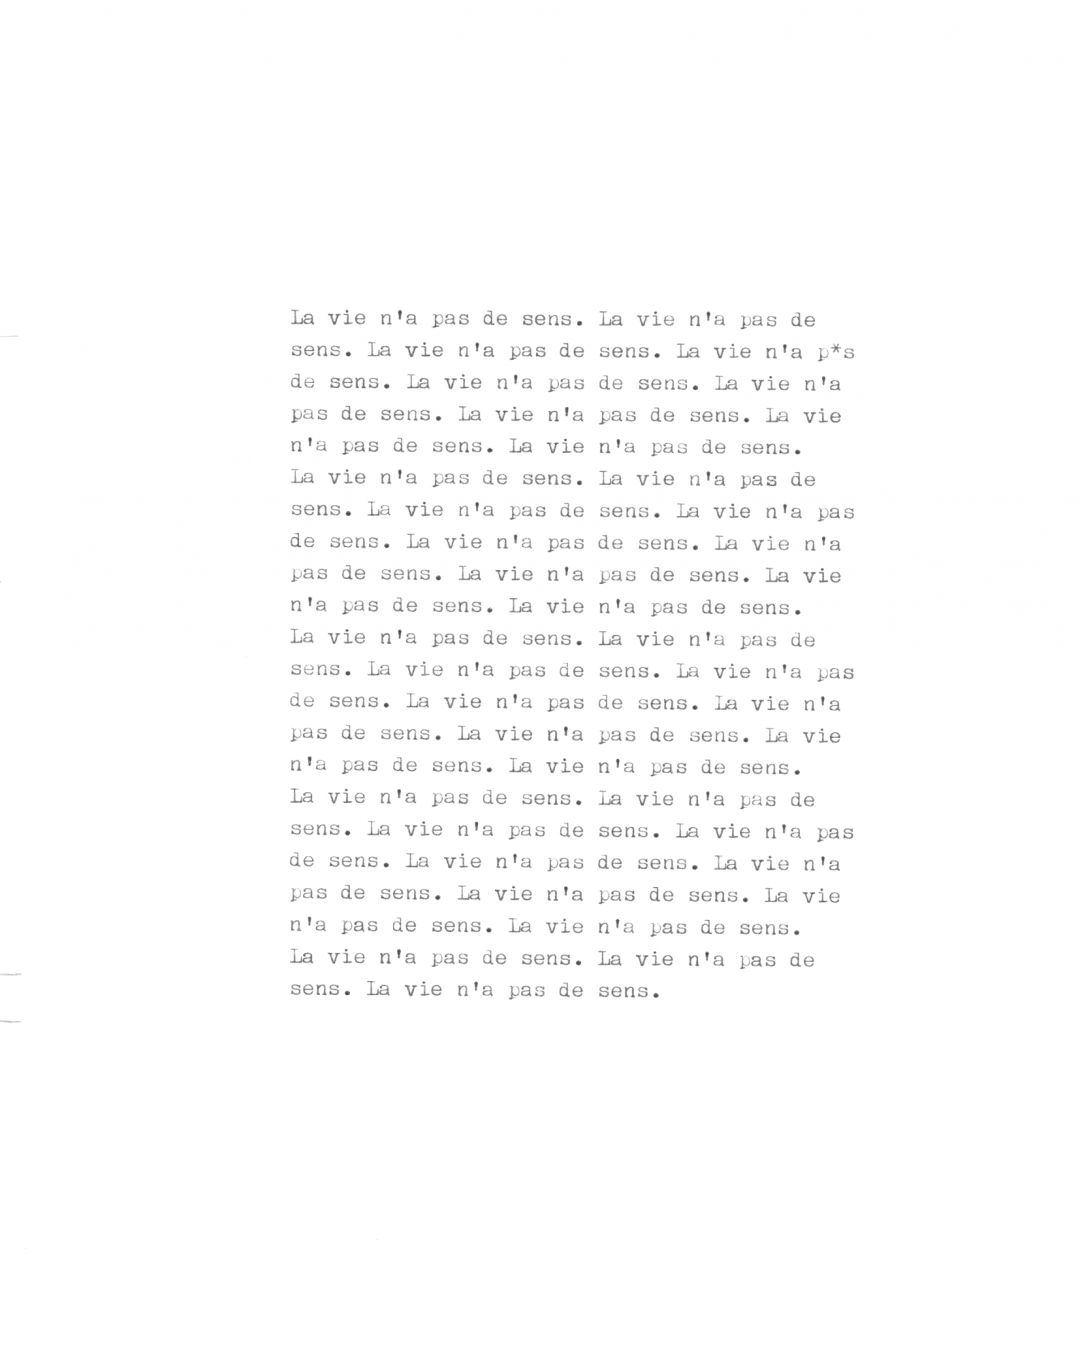 La vie n'a pas de sens. La vie n'a pas de
sens. La vie n'a pas de sens. La vie n'a p*s
de sens. La vie n'a pas de sens. La vie n'a
pas de sens. La vie n'a pas de sens. La vie
n'a pas de sens. La vie n'a pas de sens.
La vie n'a pas de sens. La vie n'a pas de
sens. La vie n'a pas de sens. La vie n'a pas
de sens. La vie n'a pas de sens. La vie n'a
pas de sens. La vie n'a pas de sens. La vie
n'a pas de sens. La vie n'a pas de sens.
La vie n'a pas de sens. La vie n'a pas de
sens. La vie n'a pas de sens. La vie n'a pas
de sens. La vie n'a pas de sens. La vie n'a
pas de sens. La vie n'a pas de sens. La vie
n'a pas de sens. La vie n'a pas de sens.
La vie n'a pas de sens. La vie n'a pas de
sens. La vie n'a pas de sens. La vie n'a pas
de sens. La vie n'a pas de sens. La vie n'a
pas de sens. La vie n'a pas de sens. La vie
n'a pas de sens. La vie n'a pas de sens.
La vie n'a pas de sens. La vie n'a pas de
sens. La vie n'a pas de sens.